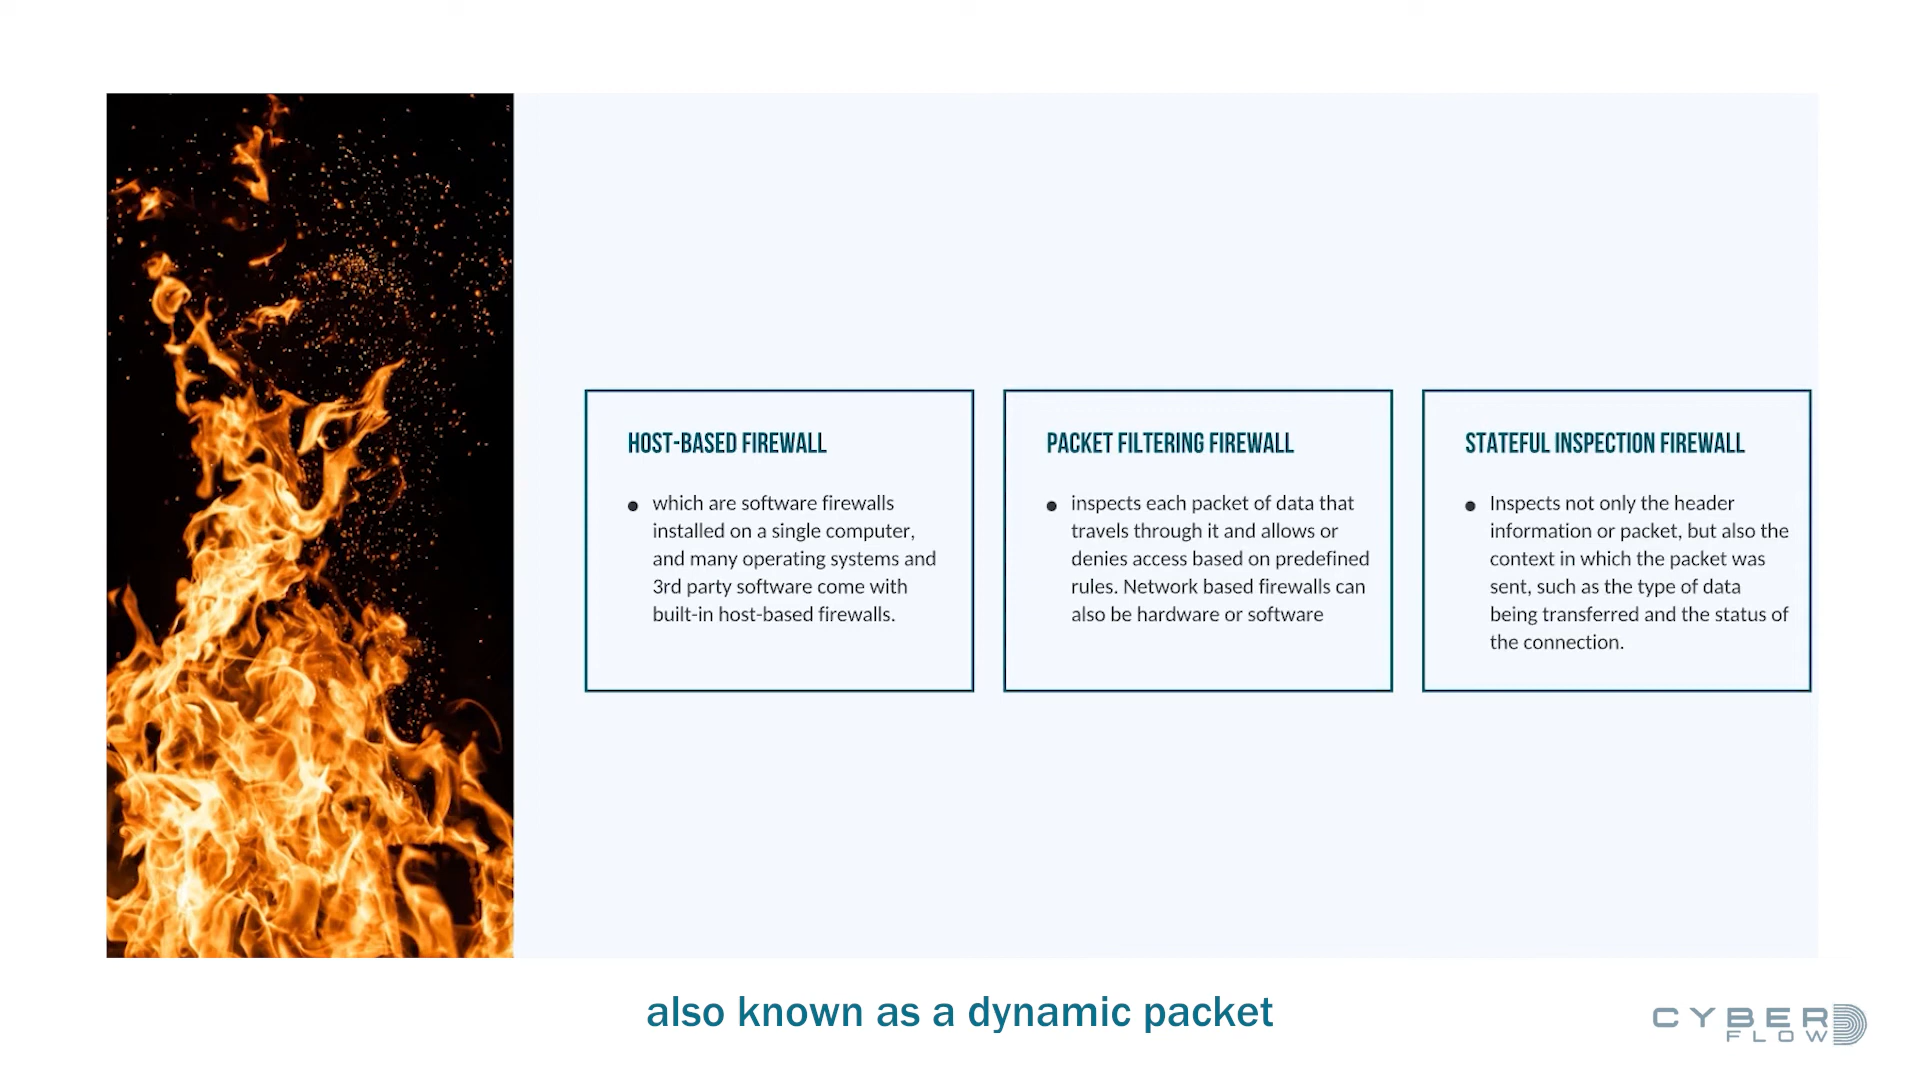 HOST-BASED FIREWALL
● which are software firewalls
installed on a single computer,
and many operating systems and
3rd party software come with
built-in host-based firewalls.
PACKET FILTERING FIREWALL
● inspects each packet of data that
travels through it and allows or
denies access based on predefined
rules. Network based firewalls can
also be hardware or software
STATEFUL INSPECTION FIREWALL
● Inspects not only the header
information or packet, but also the
context in which the packet was
sent, such as the type of data
being transferred and the status of
the connection.
also known as a dynamic packet
CYBER
FLOW